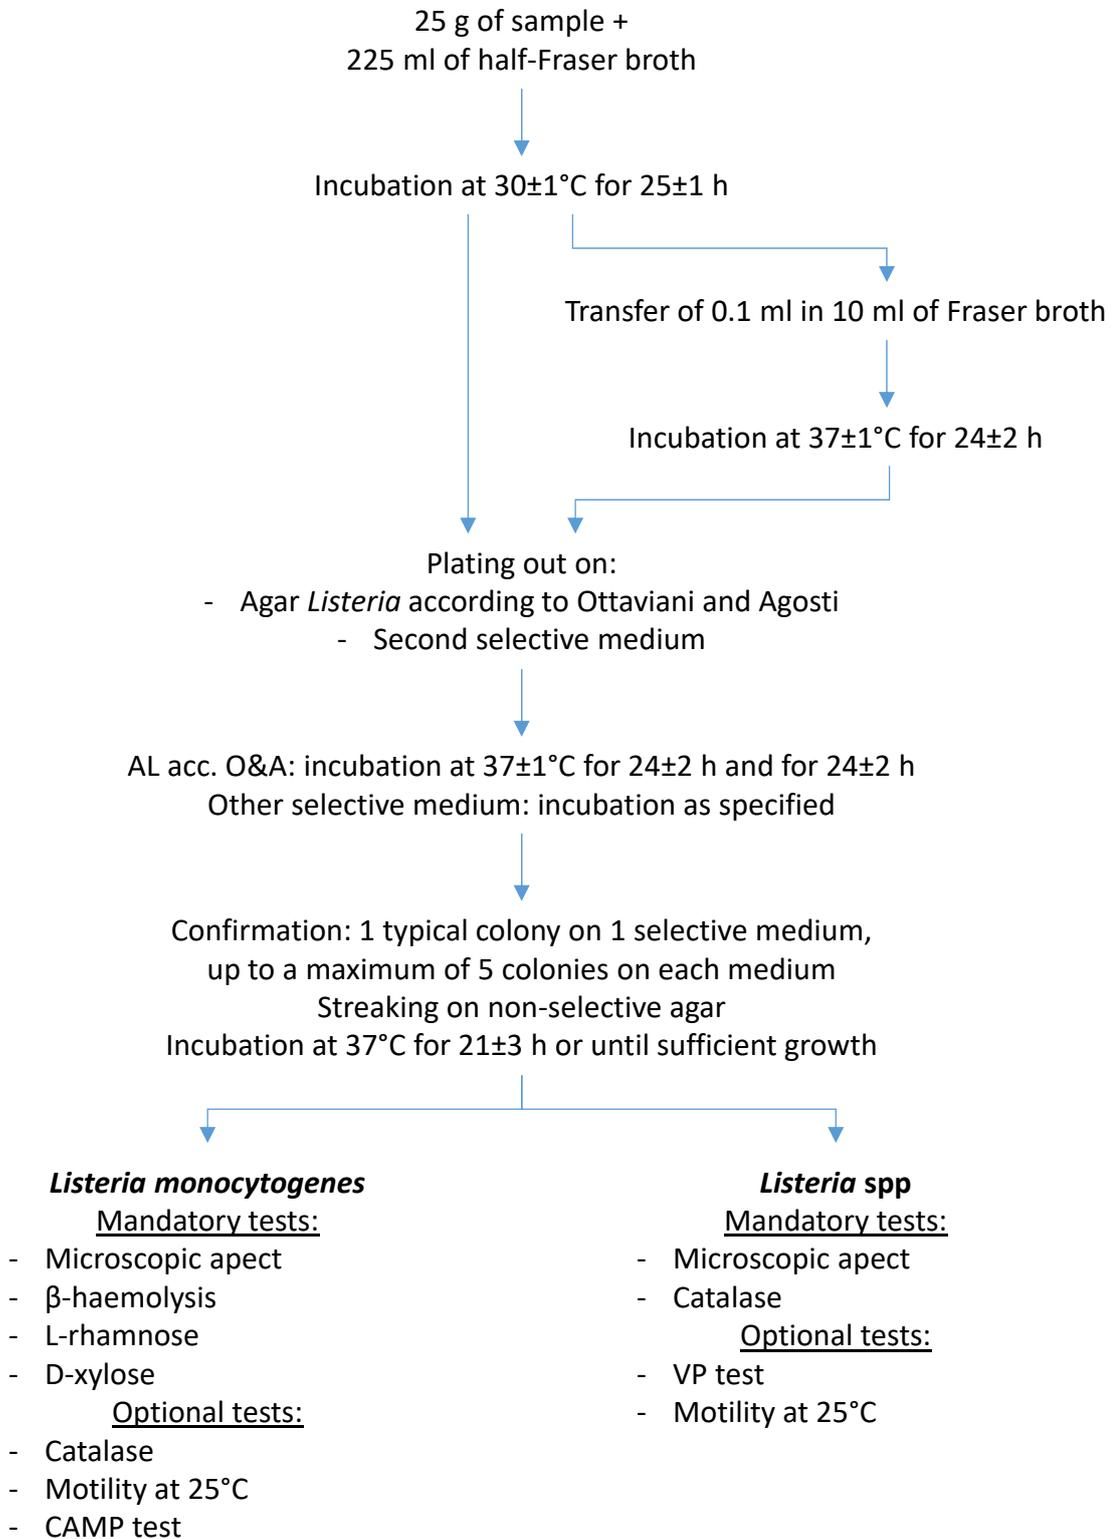 25 g of sample +
225 ml of half-Fraser broth
Incubation at 30±1°C for 25±1 h
Transfer of 0.1 ml in 10 ml of Fraser broth
Incubation at 37±1°C for 24±2 h
Plating out on:
- Agar Listeria according to Ottaviani and Agosti
- Second selective medium
AL acc. O&A: incubation at 37±1°C for 24±2 h and for 24±2 h
Other selective medium: incubation as specified
Confirmation: 1 typical colony on 1 selective medium,
up to a maximum of 5 colonies on each medium
Streaking on non-selective agar
Incubation at 37°C for 21±3 h or until sufficient growth
Listeria monocytogenes
Mandatory tests:
- Microscopic apect
- β-haemolysis
- L-rhamnose
- D-xylose
Optional tests:
- Catalase
- Motility at 25°C
- CAMP test
Listeria spp
Mandatory tests:
- Microscopic apect
- Catalase
Optional tests:
- VP test
- Motility at 25°C